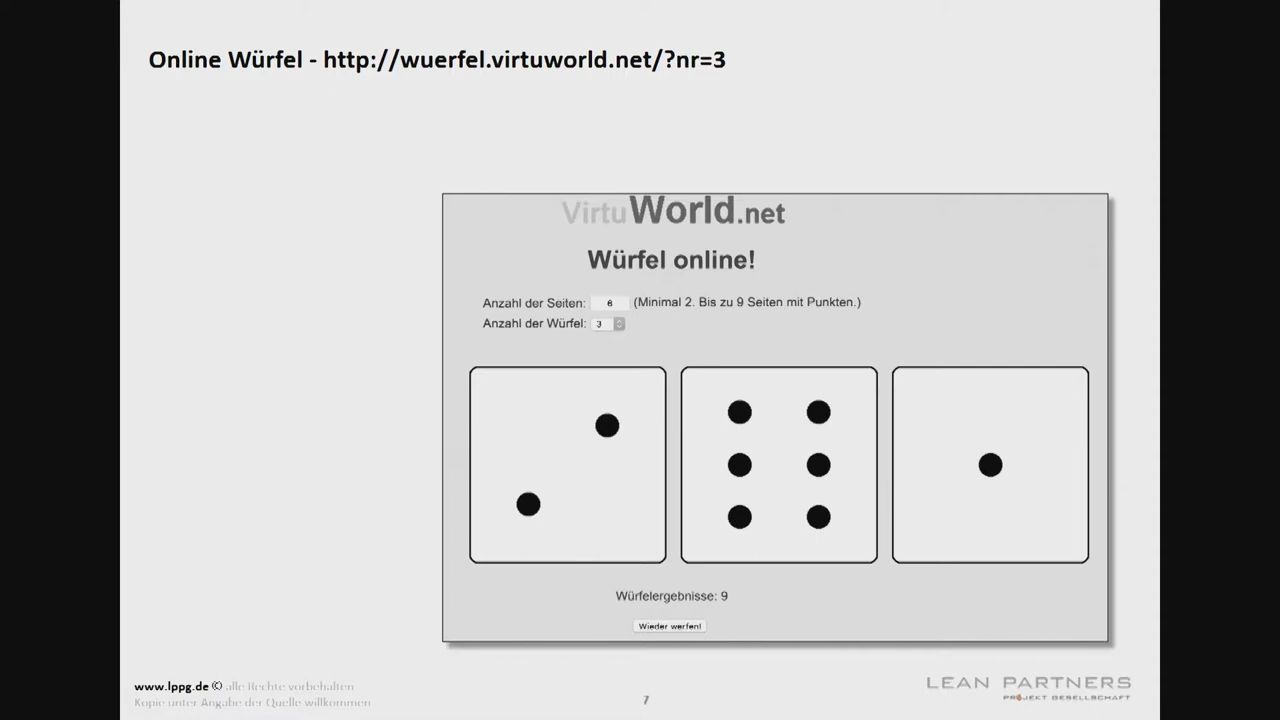 Online Würfel - http://wuerfel.virtuworld.net/?nr=3
VirtuWorld.net
Würfel online!
Anzahl der Seiten: 6 (Minimal 2. Bis zu 9 Seiten mit Punkten.)
Anzahl der Würfel: 3
Würfelergebnisse: 9
Wieder werfen!
www.lppg.de © alle Rechte vorbehalten
Kopie unter Angabe der Quelle willkommen
7
LEAN PARTNERS
PROJEKT GESELLSCHAFT